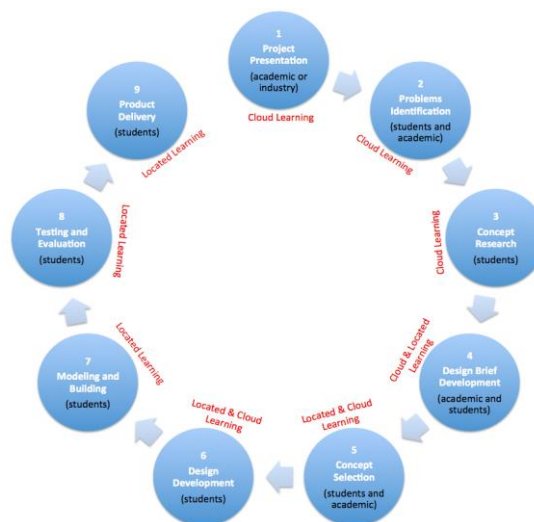 1
Project
Presentation
(academic or
industry)
Cloud Learning
2
Problems
Identification
(students and
academic)
Cloud Learning
3
Concept
Research
(students)
Cloud Learning
4
Design Brief
Development
(academic and
students)
Cloud & Located
Learning
5
Concept
Selection
(students and
academic)
Located & Cloud
Learning
6
Design
Development
(students)
Located & Cloud
Learning
7
Modeling and
Building
(students)
Located Learning
8
Testing and
Evaluation
(students)
Located Learning
9
Product
Delivery
(students)
Located Learning